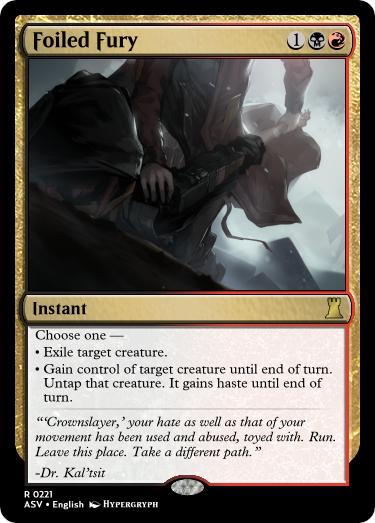 Foiled Fury 1
Instant
Choose one —
• Exile target creature.
• Gain control of target creature until end of turn.
Untap that creature. It gains haste until end of
turn.
“‘Crownslayer,’ your hate as well as that of your
movement has been used and abused, toyed with. Run.
Leave this place. Take a different path.”
-Dr. Kal’tsit
R 0221
ASV • English HYPERGRYPH